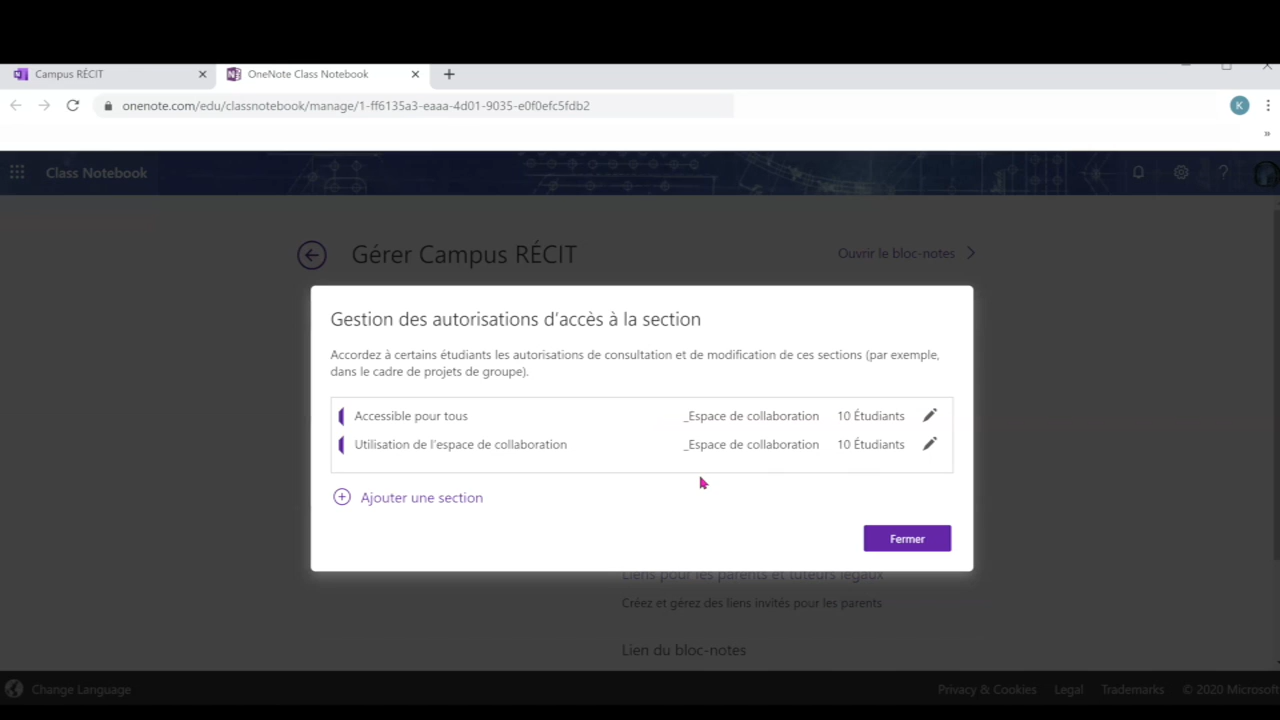 Campus RÉCIT
OneNote Class Notebook
onenote.com/edu/classnotebook/manage/1-ff6135a3-eaaa-4d01-9035-e0f0efc5fdb2
K
Class Notebook
Gérer Campus RÉCIT
Ouvrir le bloc-notes
Gestion des autorisations d'accès à la section
Accordez à certains étudiants les autorisations de consultation et de modification de ces sections (par exemple,
dans le cadre de projets de groupe).
Accessible pour tous _Espace de collaboration 10 Étudiants
Utilisation de l'espace de collaboration _Espace de collaboration 10 Étudiants
Ajouter une section
Fermer
Liens pour les parents et tuteurs légaux
Créez et gérez des liens invités pour les parents
Lien du bloc-notes
Change Language
Privacy & Cookies Legal Trademarks © 2020 Microsoft